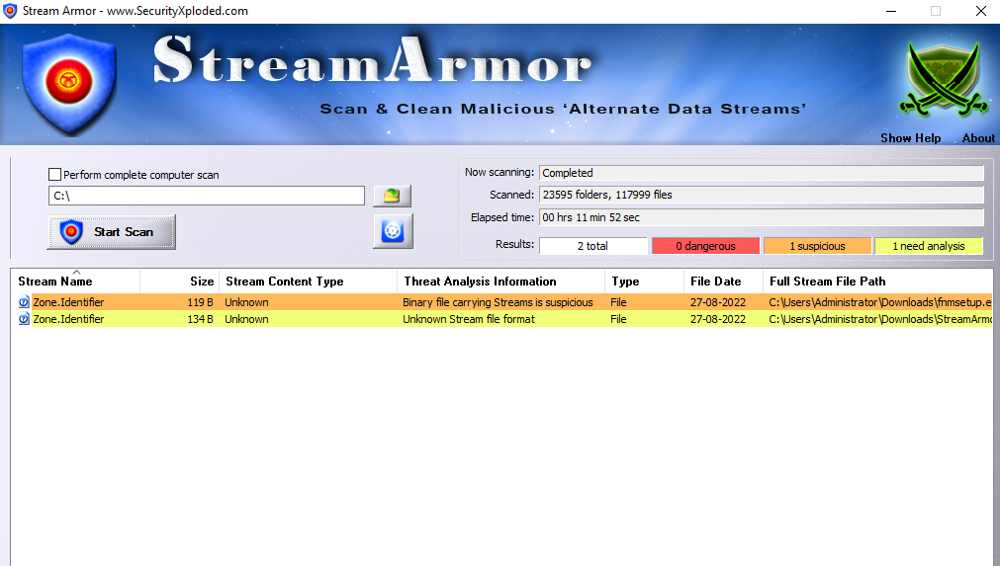 Stream Armor - www.SecurityXploded.com
StreamArmor
Scan & Clean Malicious ‘Alternate Data Streams’
Show Help About
Perform complete computer scan
C:\
Start Scan
Now scanning: Completed
Scanned: 23595 folders, 117999 files
Elapsed time: 00 hrs 11 min 52 sec
Results: 2 total 0 dangerous 1 suspicious 1 need analysis
Stream Name Size Stream Content Type Threat Analysis Information Type File Date Full Stream File Path
Zone.Identifier 119 B Unknown Binary file carrying Streams is suspicious File 27-08-2022 C:\Users\Administrator\Downloads\fnmsetup.e
Zone.Identifier 134 B Unknown Unknown Stream file format File 27-08-2022 C:\Users\Administrator\Downloads\StreamArmo